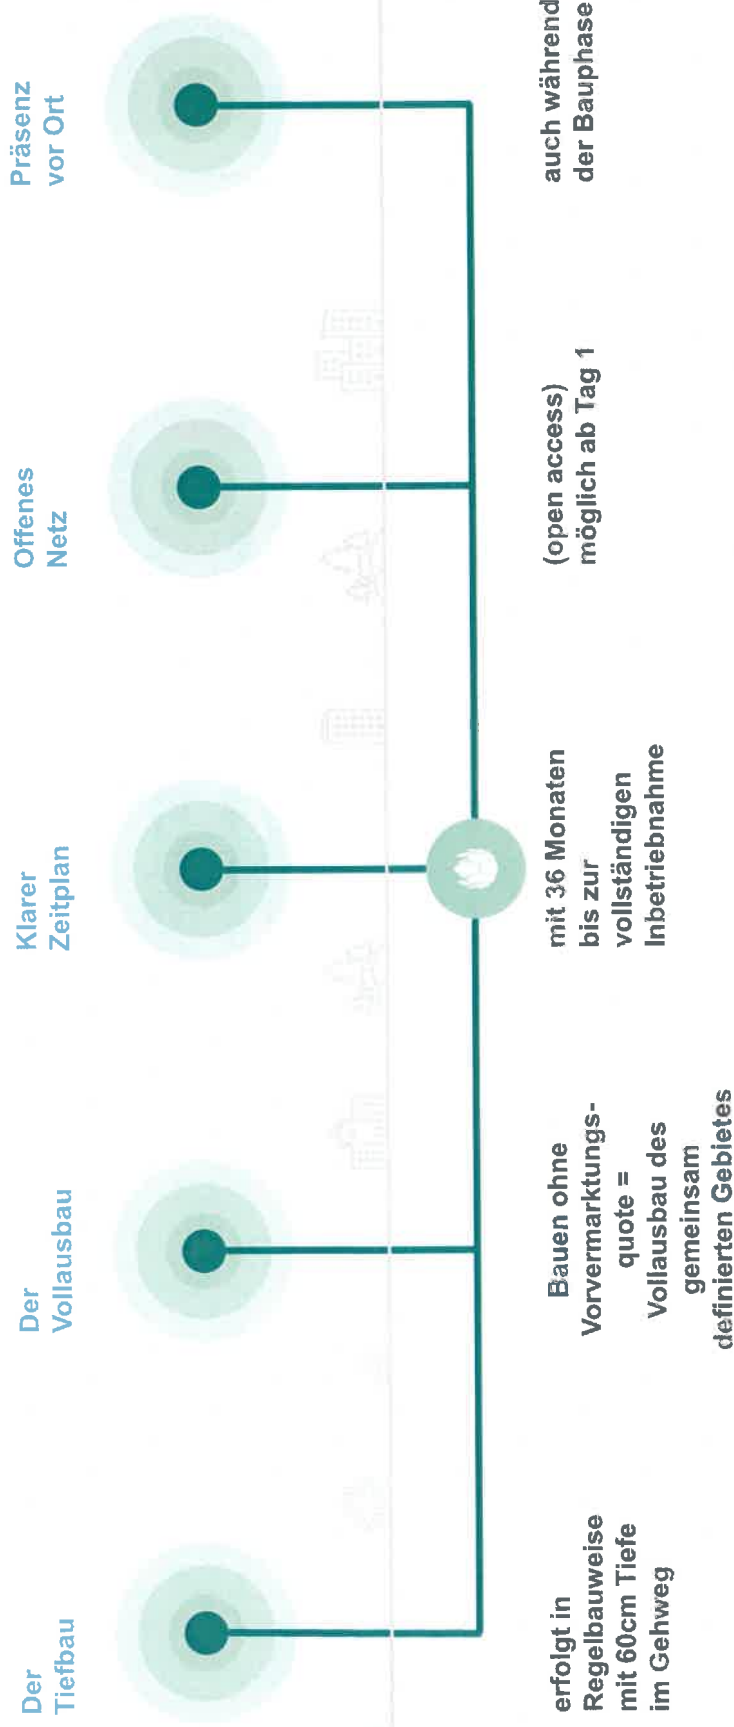 Der
Tiefbau
erfolgt in
Regelbauweise
mit 60cm Tiefe
im Gehweg
Der
Vollausbau
Bauen ohne
Vorvermarktungs-
quote =
Vollausbau des
gemeinsam
definierten Gebietes
Klarer
Zeitplan
mit 36 Monaten
bis zur
vollständigen
Inbetriebnahme
Offenes
Netz
(open access)
möglich ab Tag 1
Präsenz
vor Ort
auch während
der Bauphase